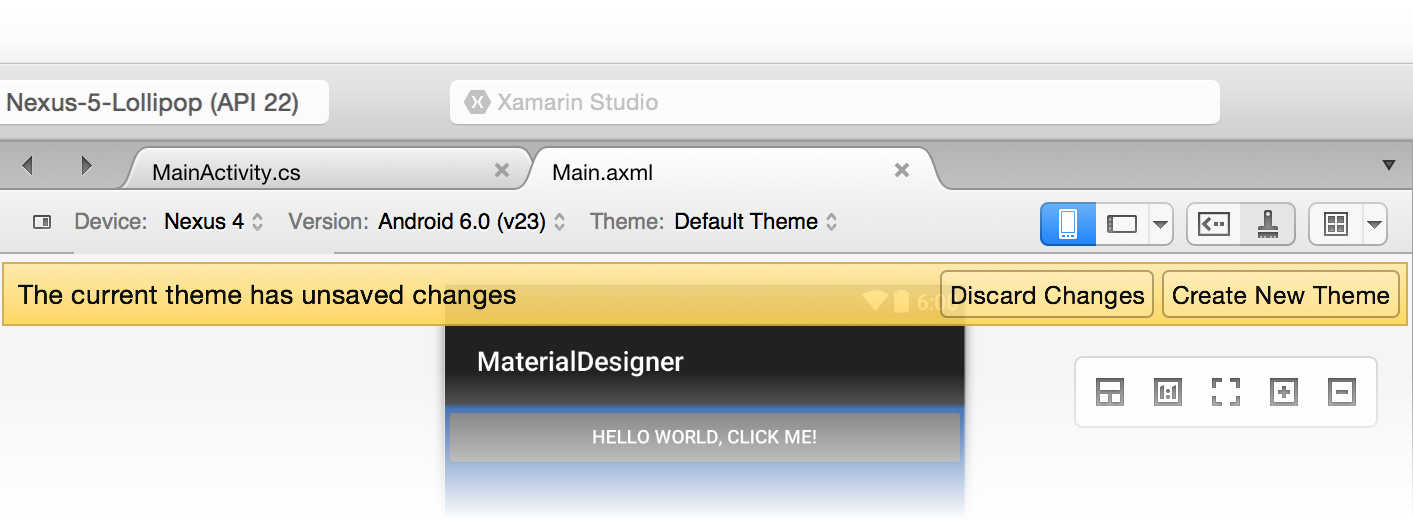 Nexus-5-Lollipop (API 22)
Xamarin Studio
MainActivity.cs
Main.axml
Device: Nexus 4 Version: Android 6.0 (v23) Theme: Default Theme
The current theme has unsaved changes
Discard Changes
Create New Theme
MaterialDesigner
1:1
HELLO WORLD, CLICK ME!